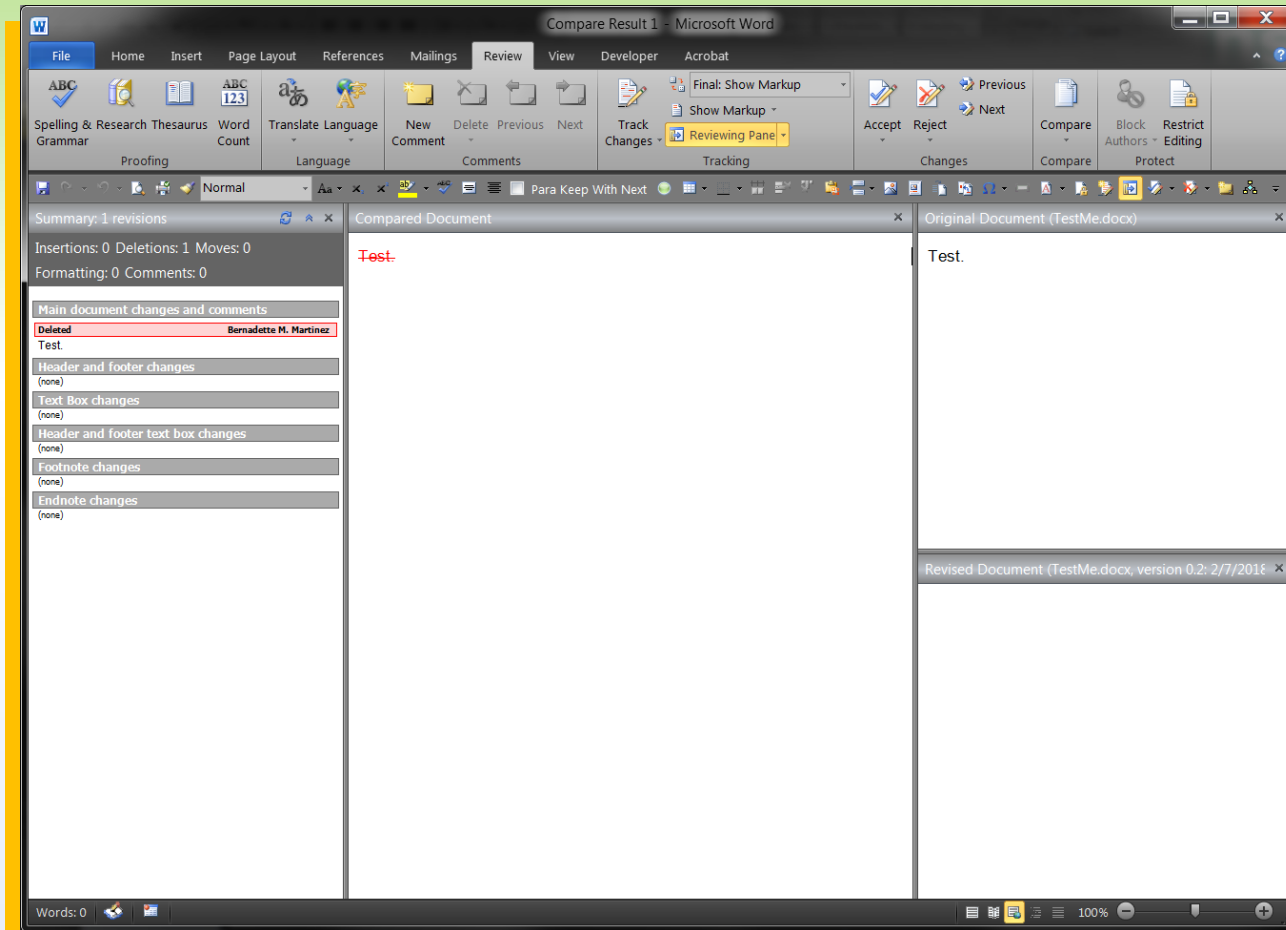 Compare Result 1 - Microsoft Word
File Home Insert Page Layout References Mailings Review View Developer Acrobat
ABC ABC 123 Final: Show Markup Previous
Show Markup Next
Spelling & Grammar Research Thesaurus Word Count Translate Language New Comment Delete Previous Next Track Changes Reviewing Pane Accept Reject Compare Block Authors Restrict Editing
Proofing Language Comments Tracking Changes Compare Protect
Normal Aa Para Keep With Next
Summary: 1 revisions
Insertions: 0 Deletions: 1 Moves: 0
Formatting: 0 Comments: 0
Main document changes and comments
Deleted Bernadette M. Martinez
Test.
Header and footer changes
(none)
Text Box changes
(none)
Header and footer text box changes
(none)
Footnote changes
(none)
Endnote changes
(none)
Compared Document
Test.
Original Document (TestMe.docx)
Test.
Revised Document (TestMe.docx, version 0.2: 2/7/2018
Words: 0 100%